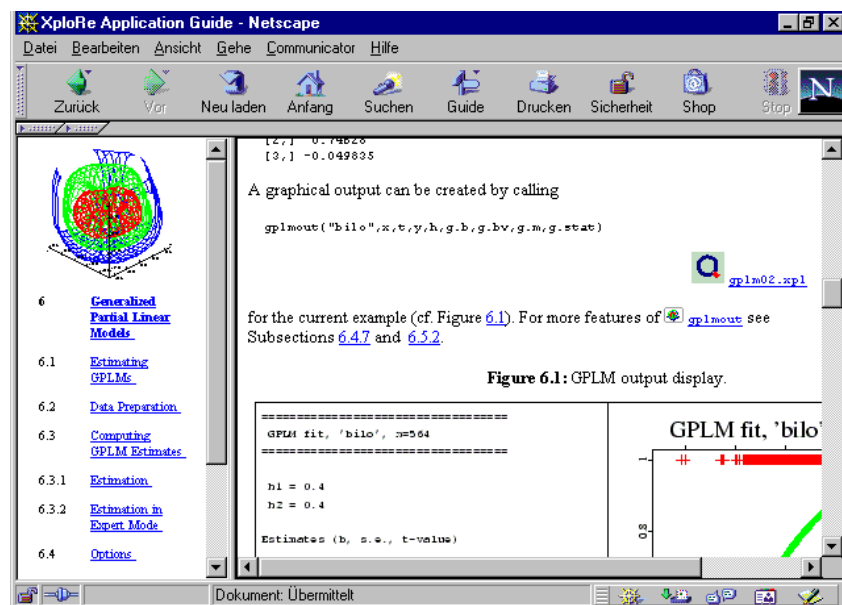 XploRe Application Guide - Netscape
Datei Bearbeiten Ansicht Gehe Communicator Hilfe
Zurück Vor Neu laden Anfang Suchen Guide Drucken Sicherheit Shop Stop
N
6 Generalized
Partial Linear
Models
6.1 Estimating
GPLMs
6.2 Data Preparation
6.3 Computing
GPLM Estimates
6.3.1 Estimation
6.3.2 Estimation in
Expert Mode
6.4 Options
[2,] 0.74628
[3,] -0.049835
A graphical output can be created by calling
gplmout("bilo",x,t,y,h,g.b,g.bv,g.m,g.stat)
gplm02.xpl
for the current example (cf. Figure 6.1). For more features of gplmout see
Subsections 6.4.7 and 6.5.2.
Figure 6.1: GPLM output display.
====================================
GPLM fit, 'bilo', n=564
====================================
h1 = 0.4
h2 = 0.4
Estimates (b, s.e., t-value)
GPLM fit, 'bilo'
1
0.8
Dokument: Übermittelt